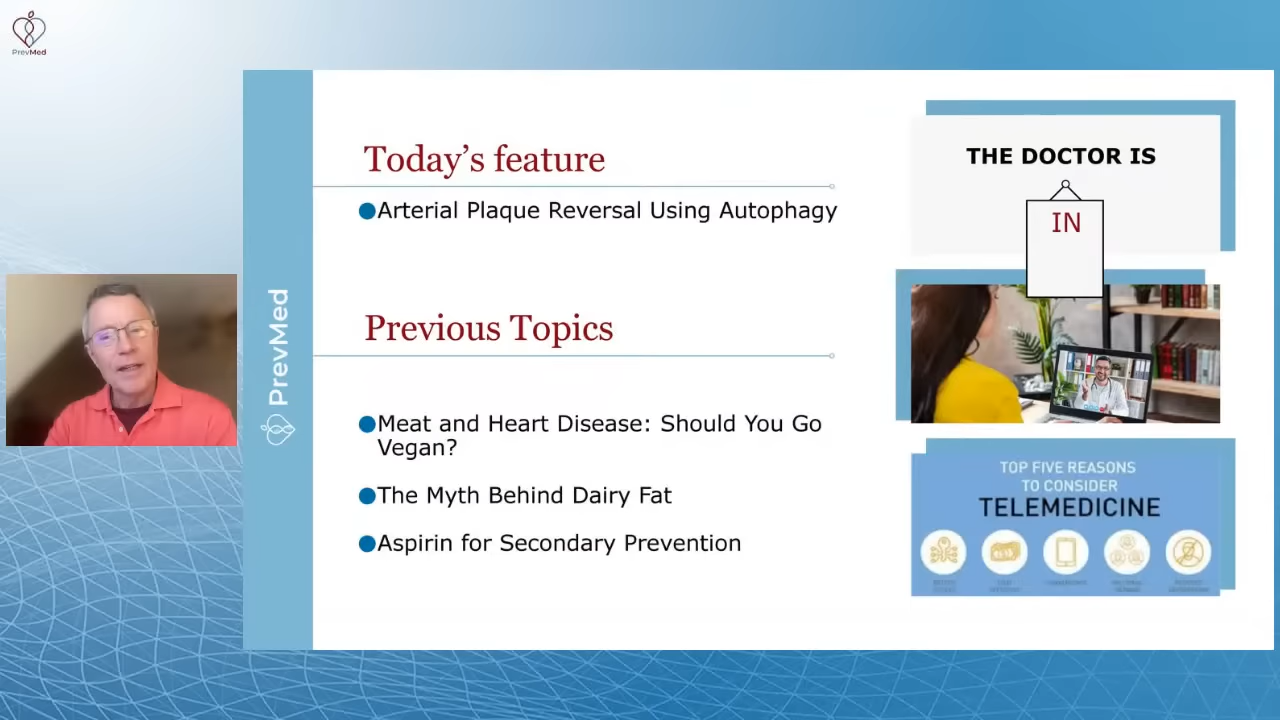 PrevMed
PrevMed
Today's feature
Arterial Plaque Reversal Using Autophagy
Previous Topics
Meat and Heart Disease: Should You Go
Vegan?
The Myth Behind Dairy Fat
Aspirin for Secondary Prevention
THE DOCTOR IS
IN
TOP FIVE REASONS
TO CONSIDER
TELEMEDICINE